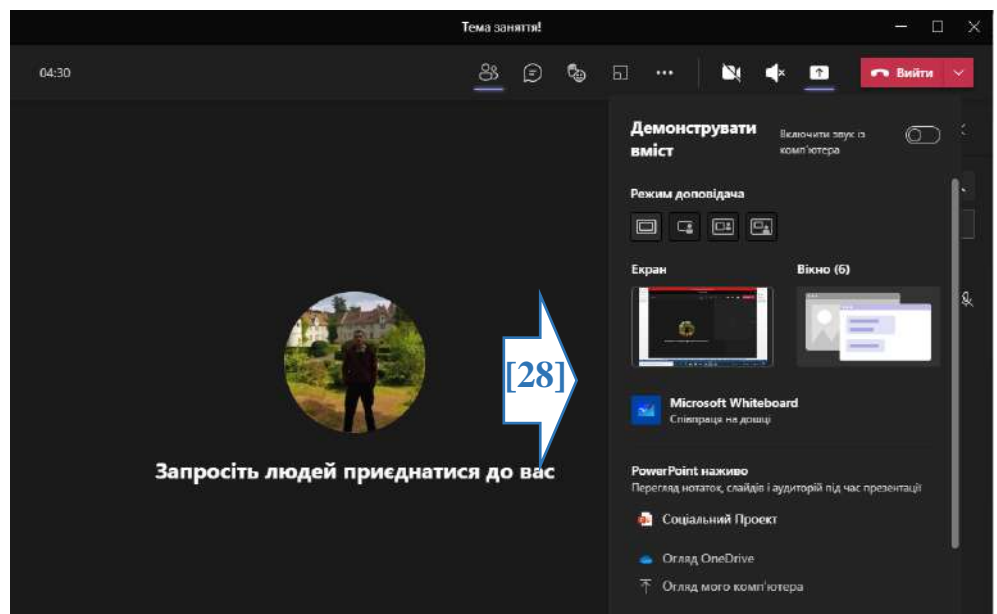 Тема заняття!
04:30
Вийти
Демонструвати
вміст
Включити звук із
комп'ютера
Режим доповідача
Екран
Вікно (6)
[28]
Microsoft Whiteboard
Співпраця на дошці
Запросіть людей приєднатися до вас
PowerPoint наживо
Перегляд нотаток, слайдів і аудиторій під час презентації
Соціальний Проект
Огляд OneDrive
Огляд мого комп'ютера